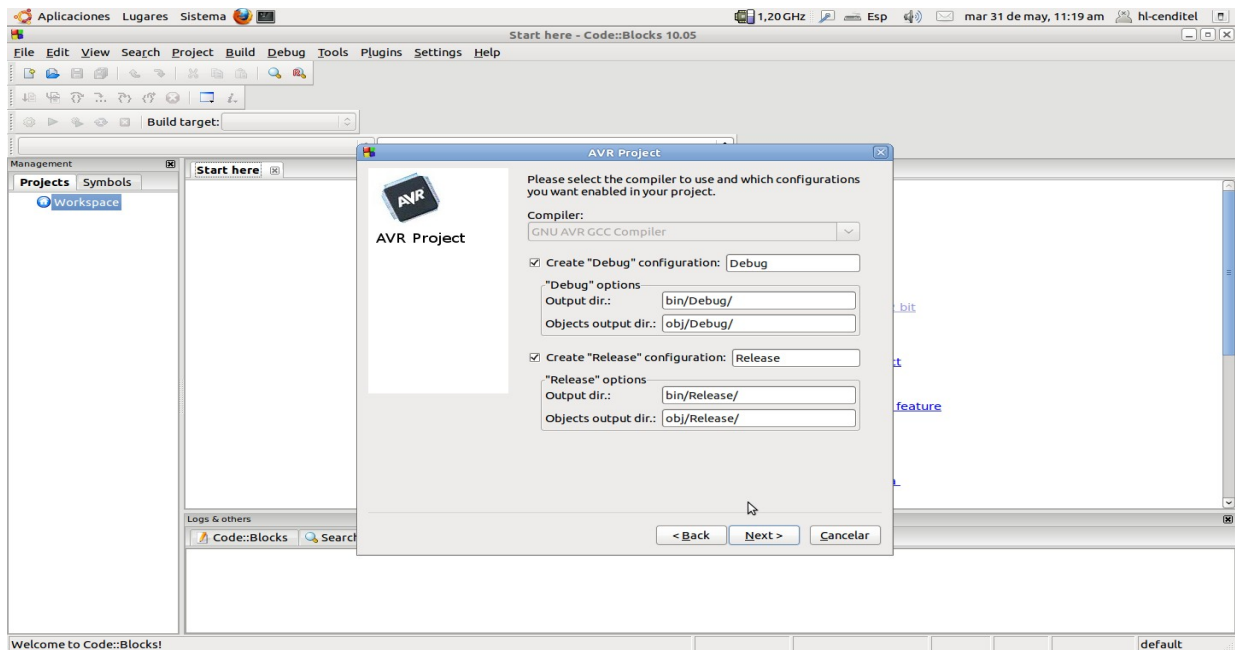 Aplicaciones Lugares Sistema 1,20 GHz Esp mar 31 de may, 11:19 am hl-cenditel
Start here - Code::Blocks 10.05
File Edit View Search Project Build Debug Tools Plugins Settings Help
Build target:
Management
Projects Symbols
Workspace
Start here
AVR Project
AVR
AVR Project
Please select the compiler to use and which configurations
you want enabled in your project.
Compiler:
GNU AVR GCC Compiler
Create "Debug" configuration: Debug
"Debug" options
Output dir.: bin/Debug/
Objects output dir.: obj/Debug/
Create "Release" configuration: Release
"Release" options
Output dir.: bin/Release/
Objects output dir.: obj/Release/
< Back Next > Cancelar
bit
feature
Logs & others
Code::Blocks Search
Welcome to Code::Blocks! default